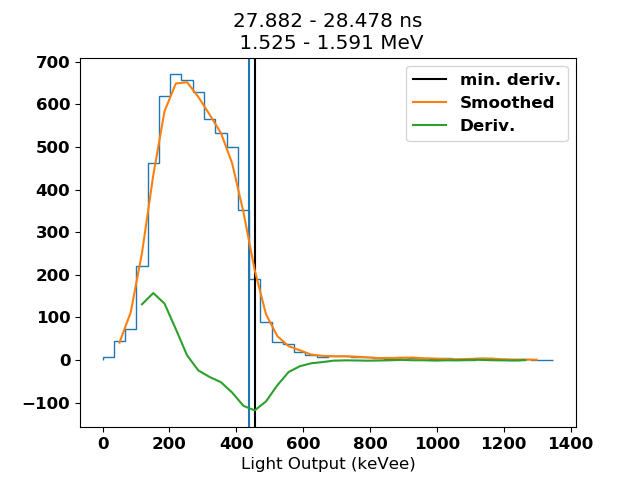 27.882 - 28.478 ns
1.525 - 1.591 MeV
min. deriv.
Smoothed
Deriv.
700
600
500
400
300
200
100
0
−100
0 200 400 600 800 1000 1200 1400
Light Output (keVee)